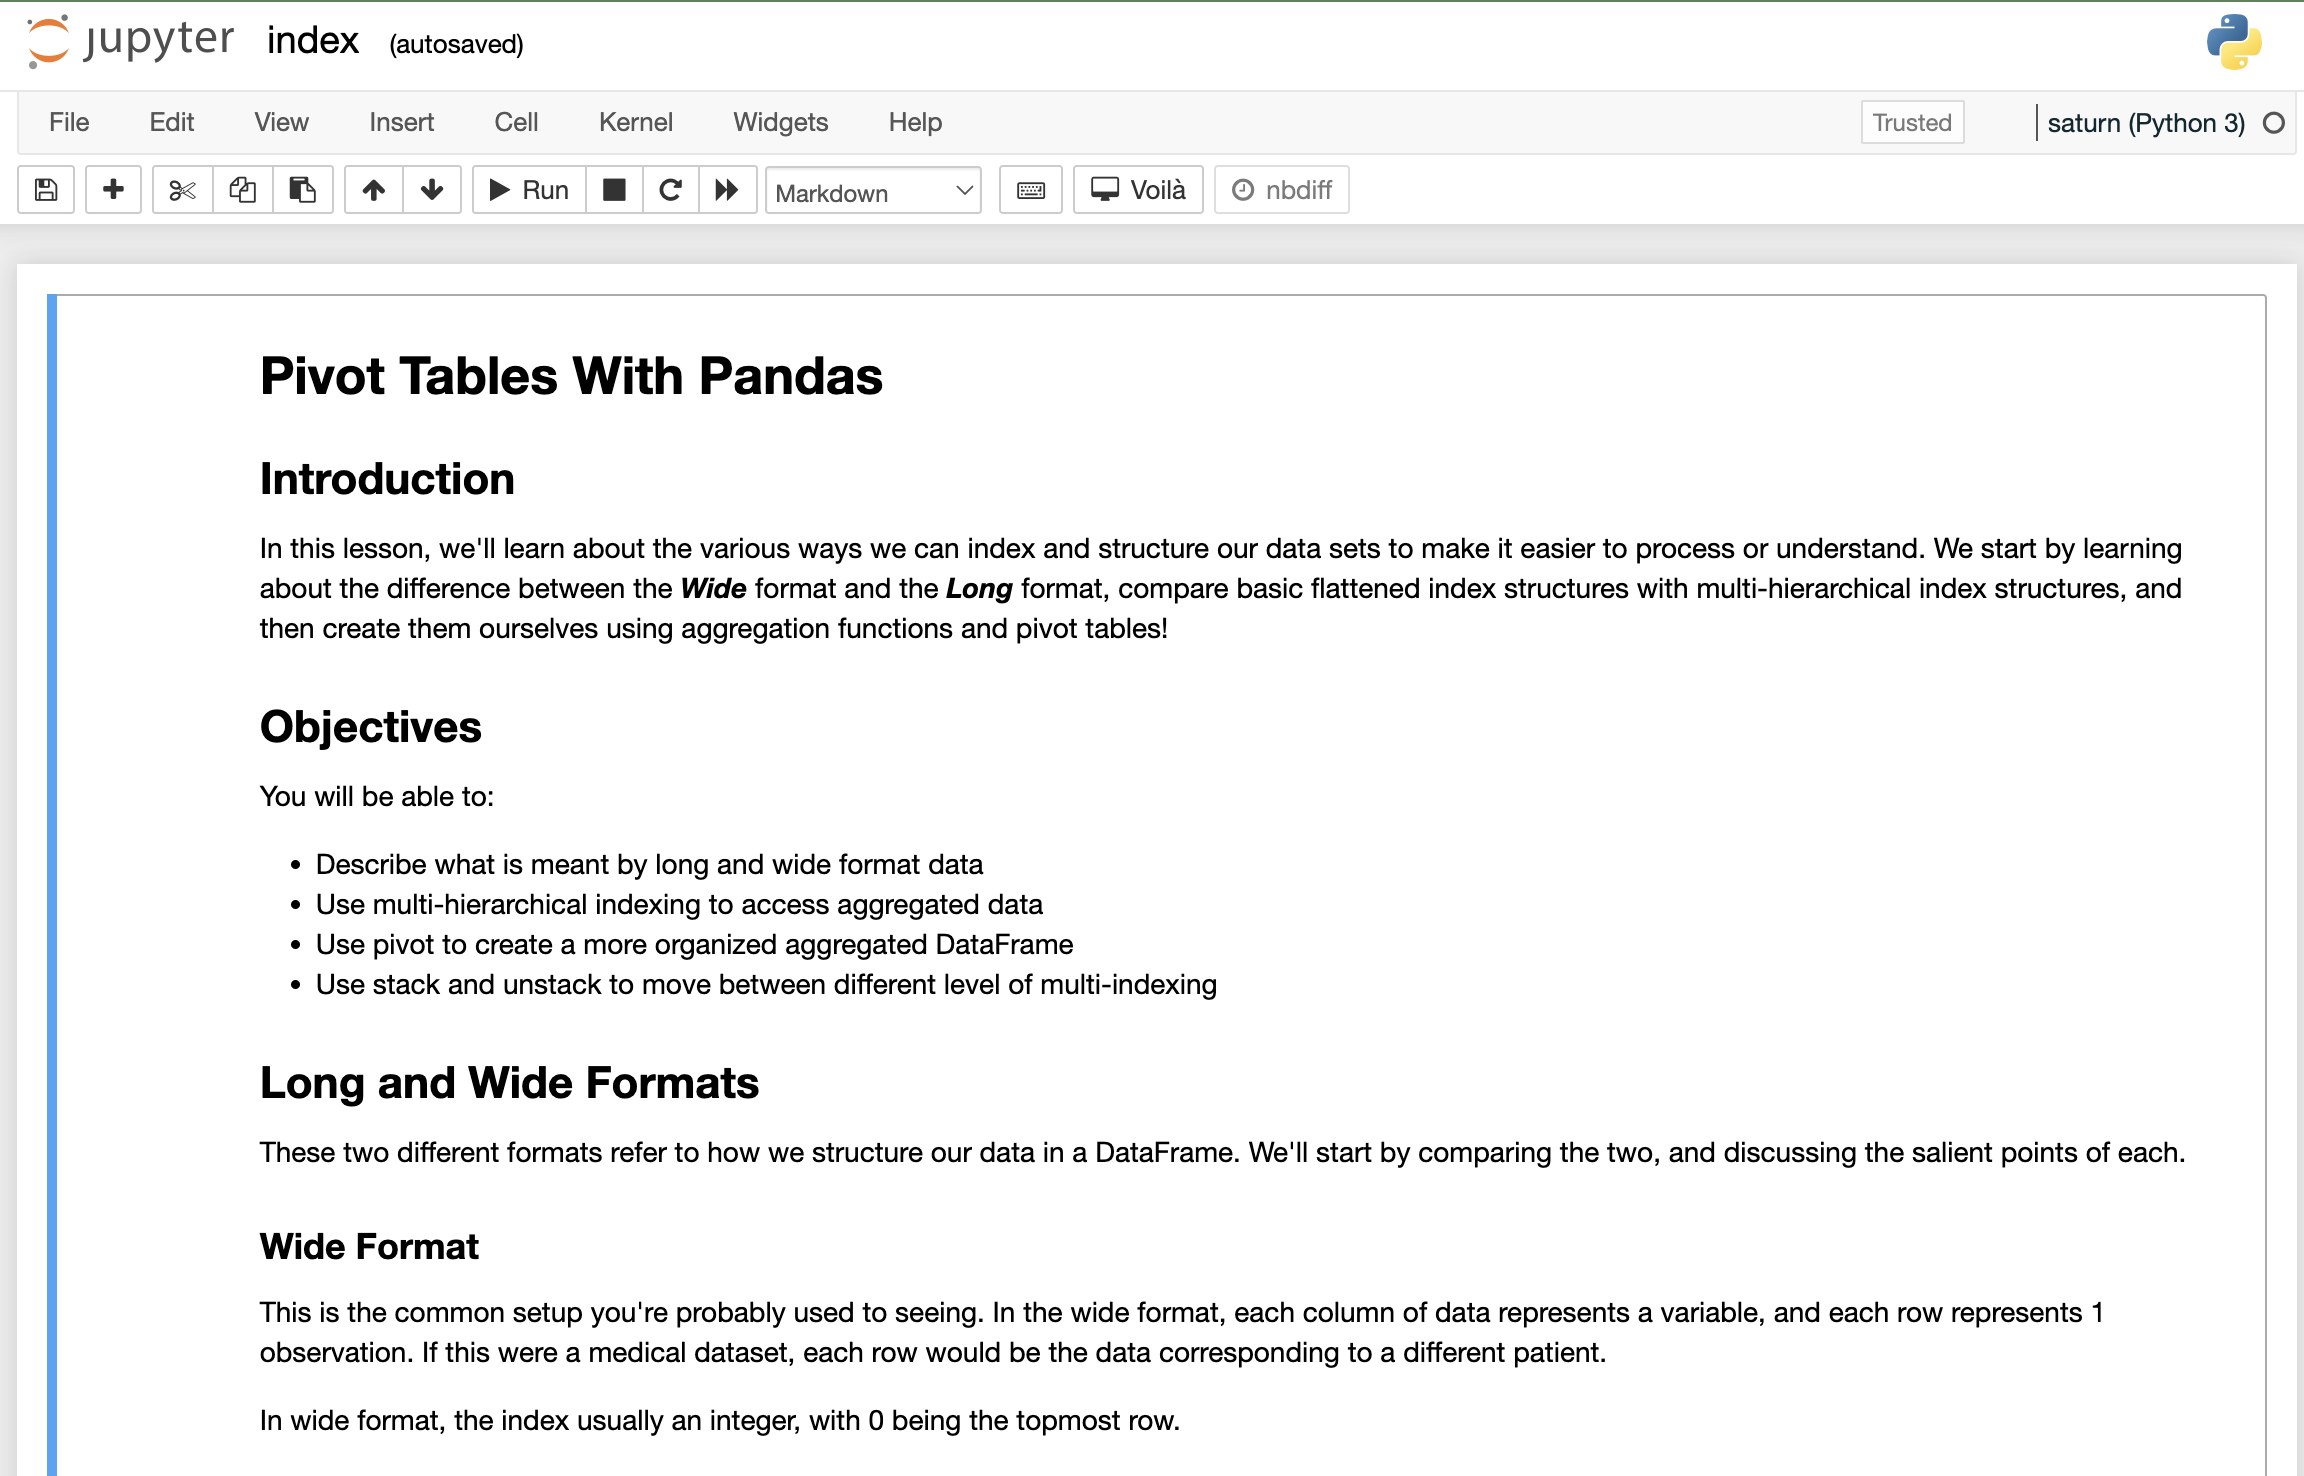 jupyter index (autosaved)
File Edit View Insert Cell Kernel Widgets Help Trusted saturn (Python 3)
Run Markdown Voilà nbdiff
Pivot Tables With Pandas
Introduction
In this lesson, we'll learn about the various ways we can index and structure our data sets to make it easier to process or understand. We start by learning
about the difference between the Wide format and the Long format, compare basic flattened index structures with multi-hierarchical index structures, and
then create them ourselves using aggregation functions and pivot tables!
Objectives
You will be able to:
• Describe what is meant by long and wide format data
• Use multi-hierarchical indexing to access aggregated data
• Use pivot to create a more organized aggregated DataFrame
• Use stack and unstack to move between different level of multi-indexing
Long and Wide Formats
These two different formats refer to how we structure our data in a DataFrame. We'll start by comparing the two, and discussing the salient points of each.
Wide Format
This is the common setup you're probably used to seeing. In the wide format, each column of data represents a variable, and each row represents 1
observation. If this were a medical dataset, each row would be the data corresponding to a different patient.
In wide format, the index usually an integer, with 0 being the topmost row.